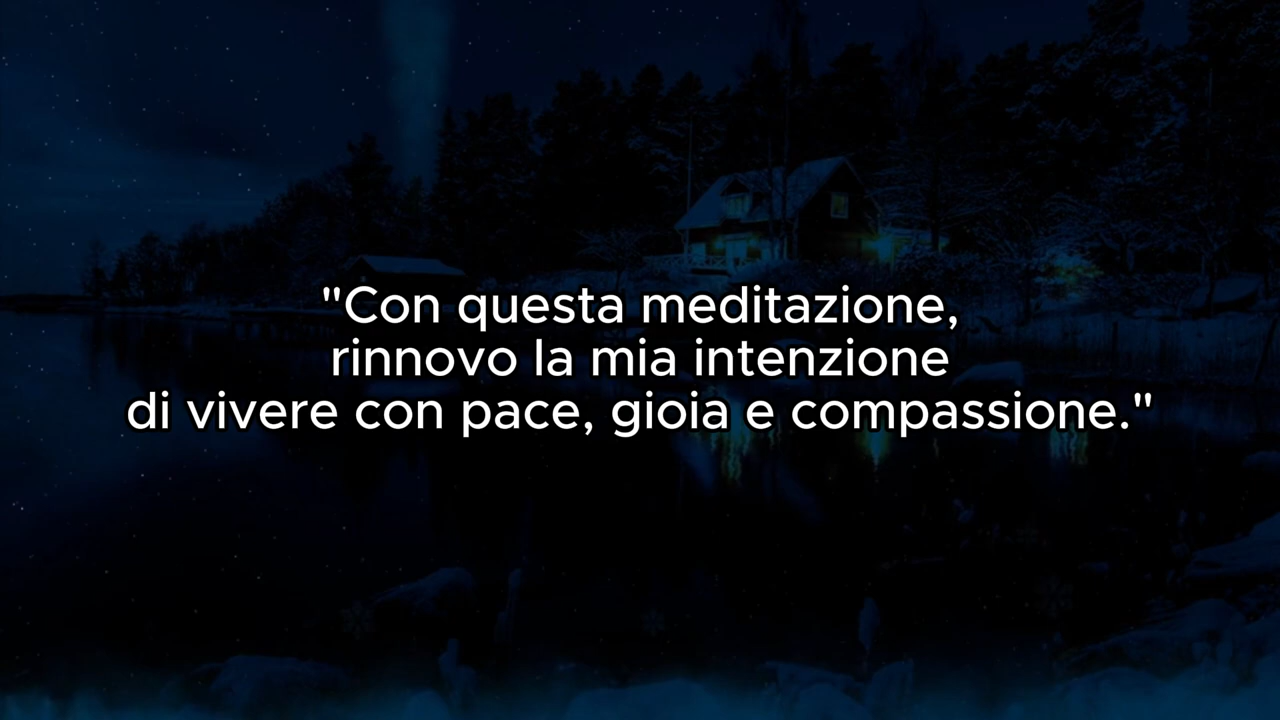 "Con questa meditazione,
rinnovo la mia intenzione
di vivere con pace, gioia e compassione."